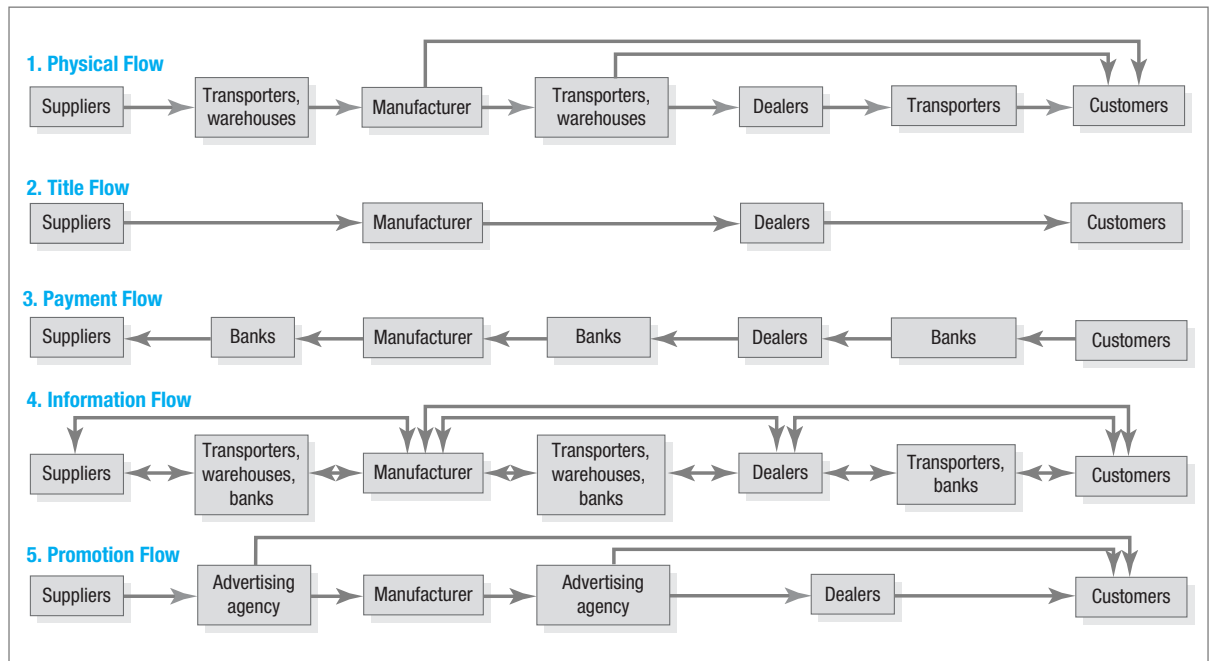 1. Physical Flow
Suppliers
Transporters,
warehouses
Manufacturer
Transporters,
warehouses
Dealers
Transporters
Customers
2. Title Flow
Suppliers
Manufacturer
Dealers
Customers
3. Payment Flow
Suppliers
Banks
Manufacturer
Banks
Dealers
Banks
Customers
4. Information Flow
Suppliers
Transporters,
warehouses,
banks
Manufacturer
Transporters,
warehouses,
banks
Dealers
Transporters,
banks
Customers
5. Promotion Flow
Suppliers
Advertising
agency
Manufacturer
Advertising
agency
Dealers
Customers